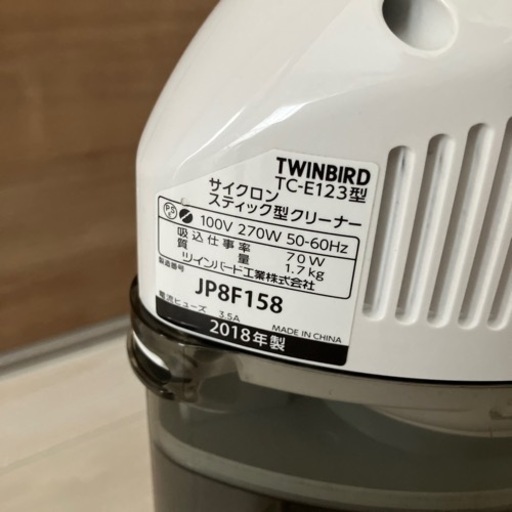 TWINBIRD
TC-E123型
サイクロン
スティック型クリーナー
PS E 100V 270W 50-60Hz
吸込仕事率 70W
質量 1.7kg
ツインバード工業株式会社
製造番号
JP8F158
電流ヒューズ 3.5A MADE IN CHINA
2018年製